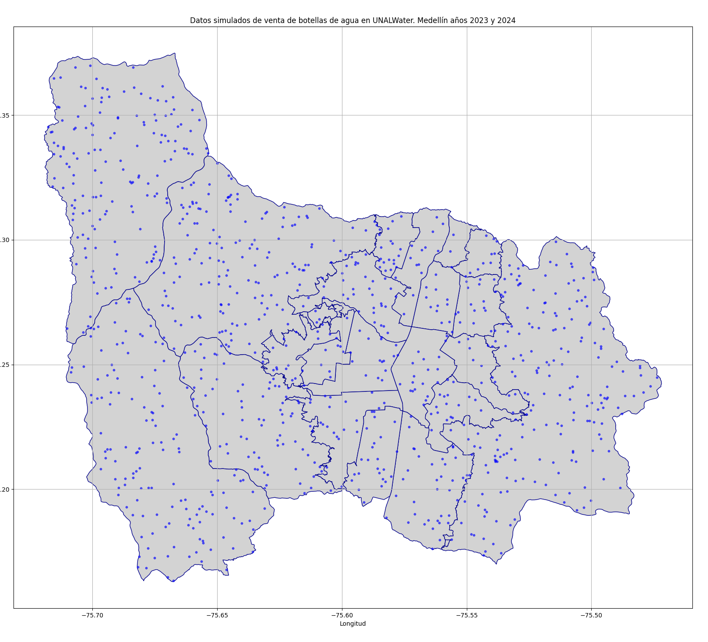 Datos simulados de venta de botellas de agua en UNALWater. Medellín años 2023 y 2024
.35
.30
.25
.20
−75.70 −75.65 −75.60 −75.55 −75.50
Longitud